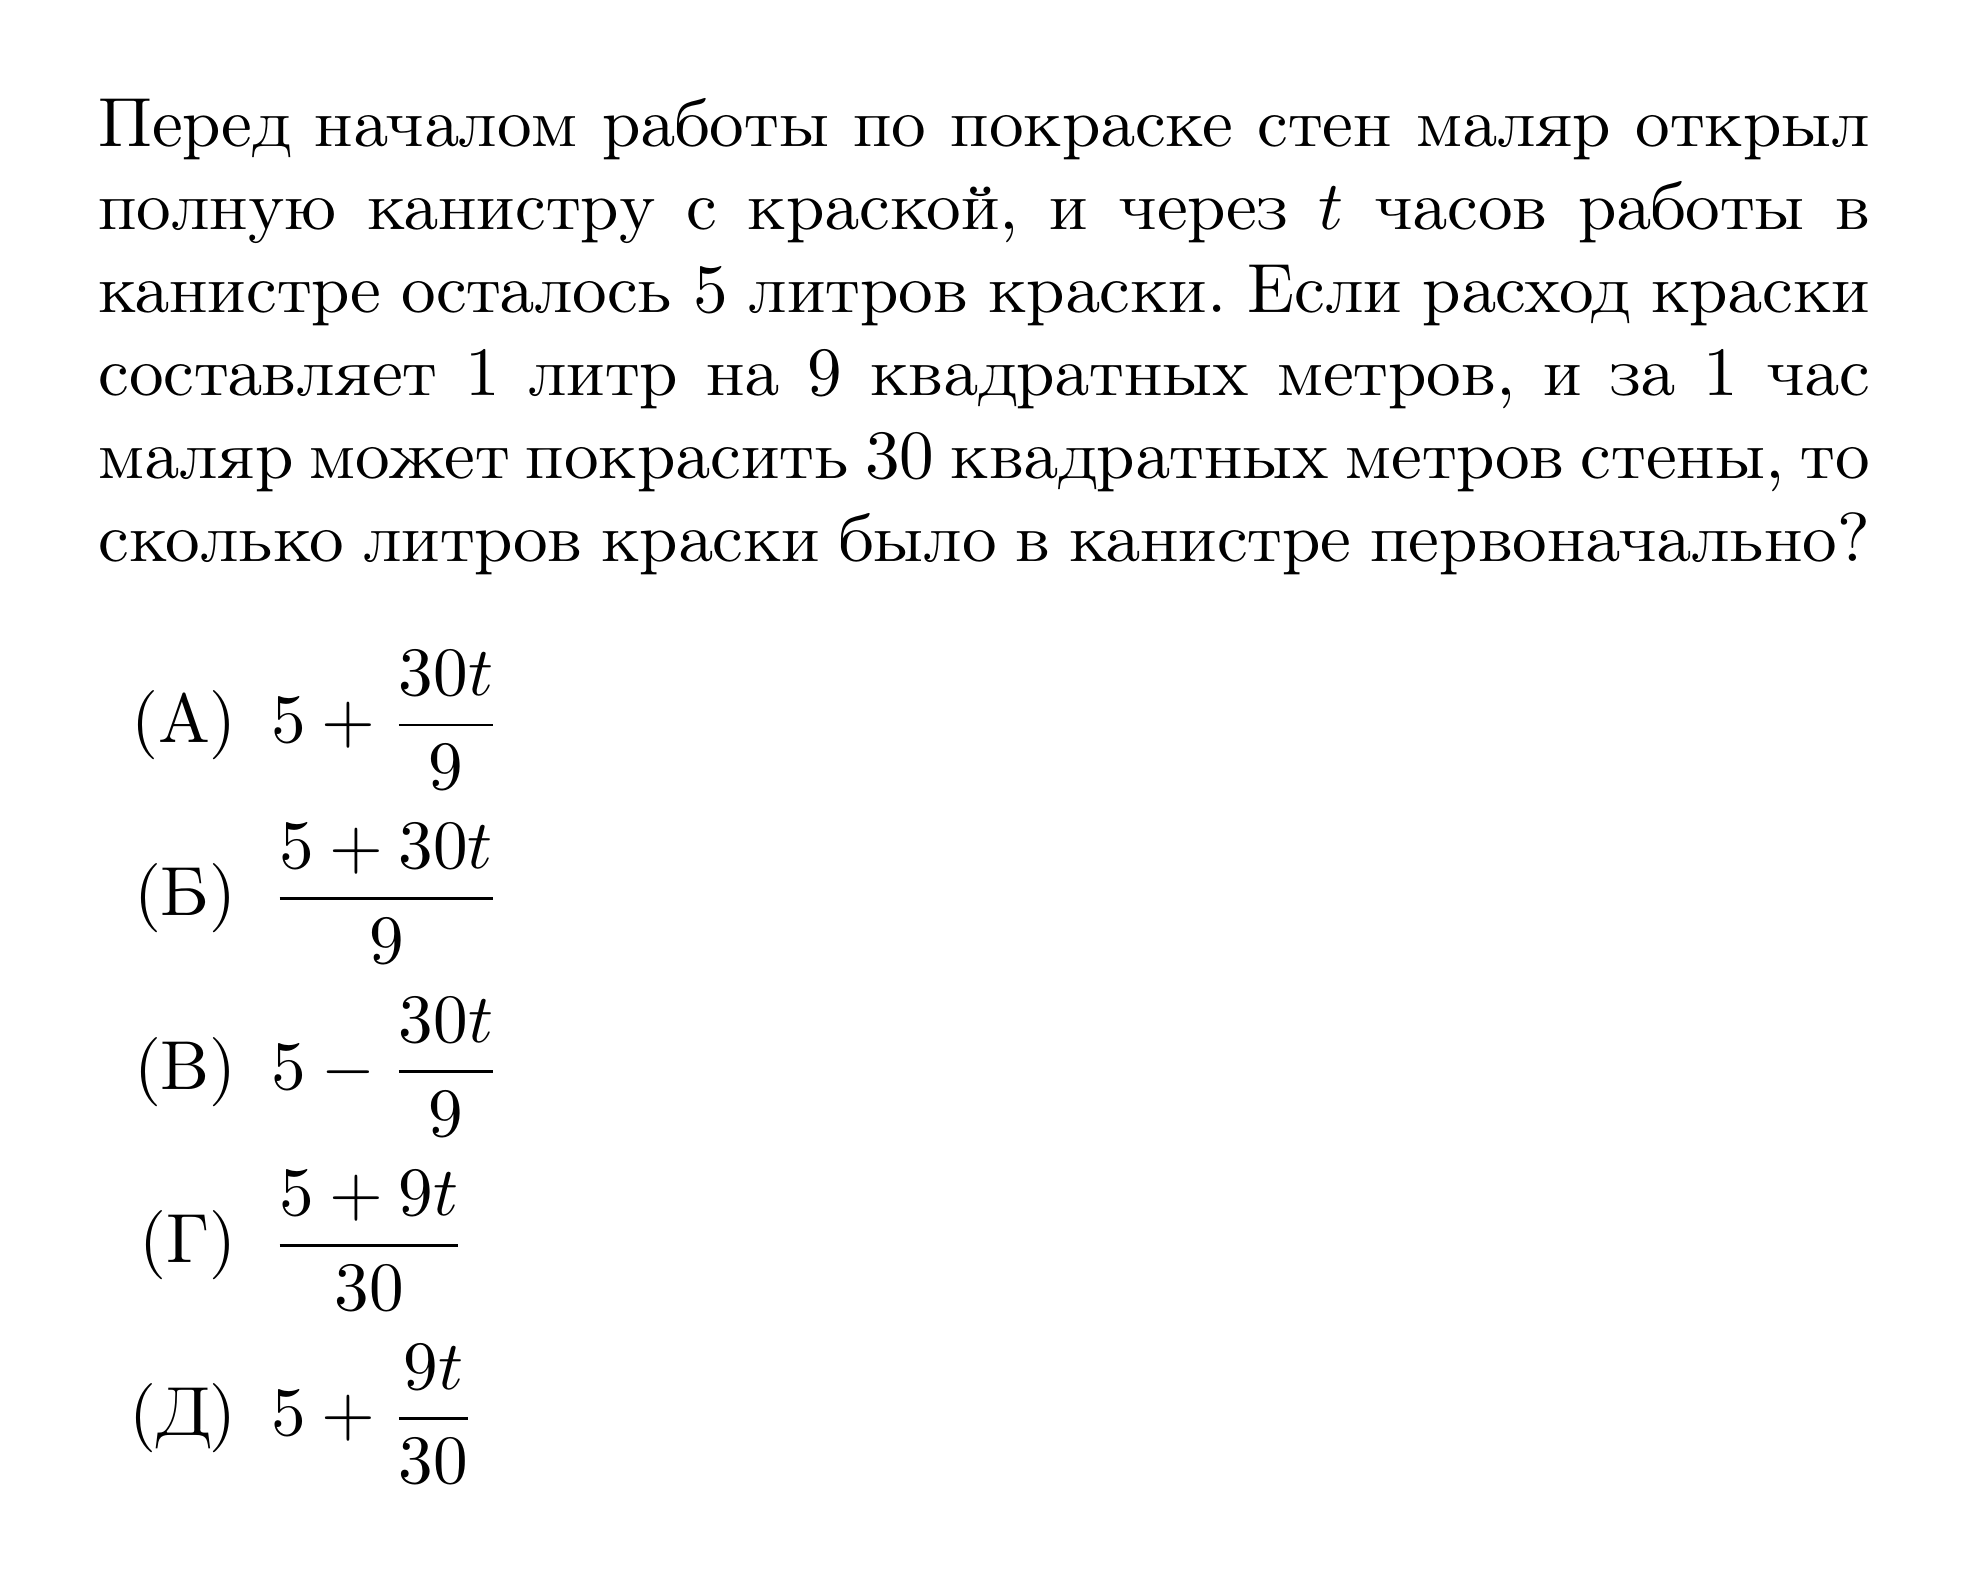 Перед началом работы по покраске стен маляр открыл
полную канистру с краской, и через t часов работы в
канистре осталось 5 литров краски. Если расход краски
составляет 1 литр на 9 квадратных метров, и за 1 час
маляр может покрасить 30 квадратных метров стены, то
сколько литров краски было в канистре первоначально?
(А) 5 + \frac{30t}{9}
(Б) \frac{5 + 30t}{9}
(В) 5 − \frac{30t}{9}
(Г) \frac{5 + 9t}{30}
(Д) 5 + \frac{9t}{30}